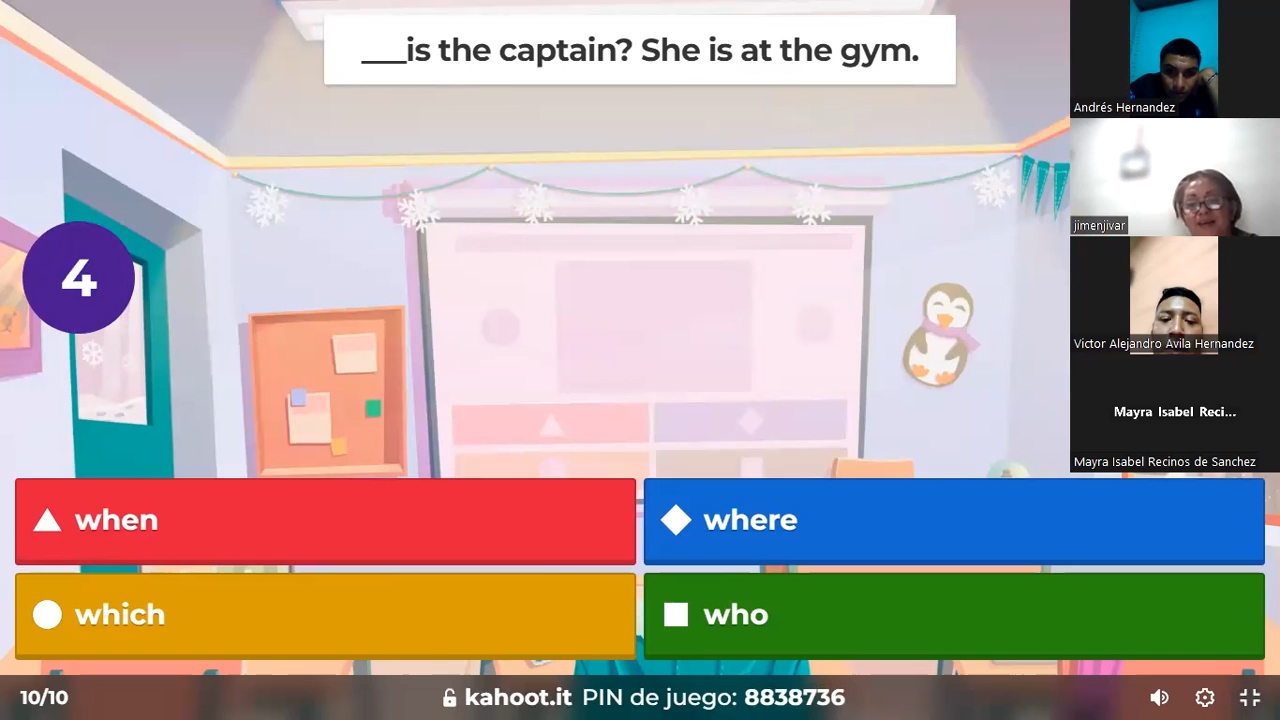 ___is the captain? She is at the gym.
Andrés Hernandez
jimenjivar
4
Victor Alejandro Avila Hernandez
Mayra Isabel Reci...
Mayra Isabel Recinos de Sanchez
when
where
which
who
10/10
kahoot.it PIN de juego: 8838736